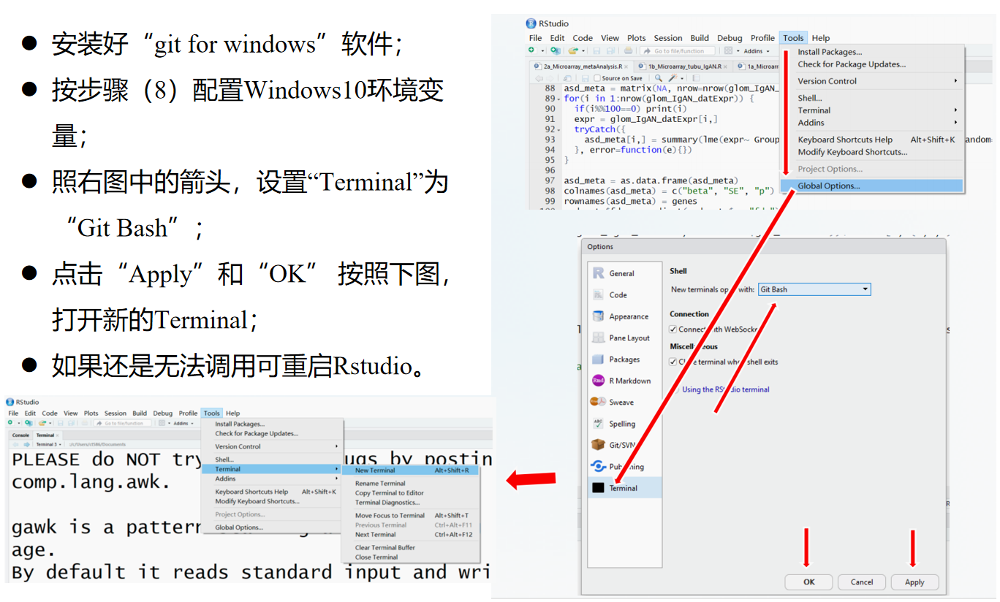 ● 安装好“git for windows”软件；
● 按步骤（8）配置Windows10环境变
量；
● 照右图中的箭头，设置“Terminal”为
“Git Bash”；
● 点击“Apply”和“OK” 按照下图，
打开新的Terminal；
● 如果还是无法调用可重启Rstudio。
RStudio
File Edit Code View Plots Session Build Debug Profile Tools Help
Go to file/function Addins
2a_Microarray_metaAnalysis.R 1b_Microarray_tubu_IgAN.R 1a_Microarr
Source on Save
88 asd_meta = matrix(NA, nrow=nrow(glom_IgAN_
89 for(i in 1:nrow(glom_IgAN_datExpr)) {
90 if(i%%100==0) print(i)
91 expr = glom_IgAN_datExpr[i,]
92 tryCatch({
93 asd_meta[i,] = summary(lme(expr~ Group
94 }, error=function(e){})
95 }
96
97 asd_meta = as.data.frame(asd_meta)
98 colnames(asd_meta) = c("beta", "SE", "p")
99 rownames(asd_meta) = genes
Install Packages...
Check for Package Updates...
Version Control
Shell...
Terminal
Addins
Keyboard Shortcuts Help Alt+Shift+K
Modify Keyboard Shortcuts...
Project Options...
Global Options...
andom=
Options
General
Code
Appearance
Pane Layout
Packages
R Markdown
Sweave
Spelling
Git/SVN
Publishing
Terminal
Shell
New terminals op with: Git Bash
Connection
Connect with WebSocke
Miscellaneous
Close terminal when shell exits
Using the RStudio terminal
OK Cancel Apply
RStudio
File Edit Code View Plots Session Build Debug Profile Tools Help
Go to file/function Addins
Console Terminal
Terminal 3
PLEASE do NOT try ugs by postin
comp.lang.awk.
gawk is a patter
age.
By default it reads standard input and wri
Install Packages...
Check for Package Updates...
Version Control
Shell...
Terminal
Addins
Keyboard Shortcuts Help Alt+Shift+K
Modify Keyboard Shortcuts...
Project Options...
Global Options...
New Terminal Alt+Shift+R
Rename Terminal
Copy Terminal to Editor
Terminal Diagnostics...
Move Focus to Terminal Alt+Shift+T
Previous Terminal Ctrl+Alt+F11
Next Terminal Ctrl+Alt+F12
Clear Terminal Buffer
Close Terminal